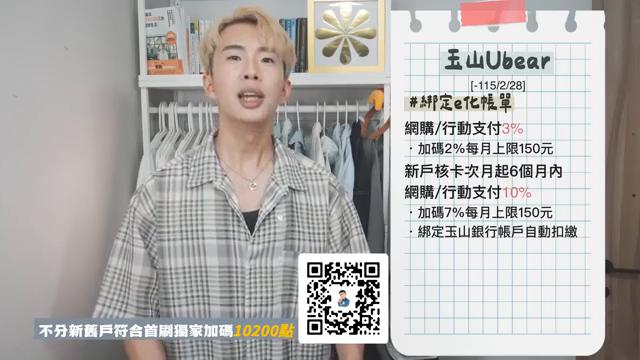 玉山Ubear
[-115/2/28]
#綁定e化帳單
網購/行動支付3%
·加碼2%每月上限150元
新戶核卡次月起6個月內
網購/行動支付10%
·加碼7%每月上限150元
·綁定玉山銀行帳戶自動扣繳
不分新舊戶符合首刷獨家加碼10200點